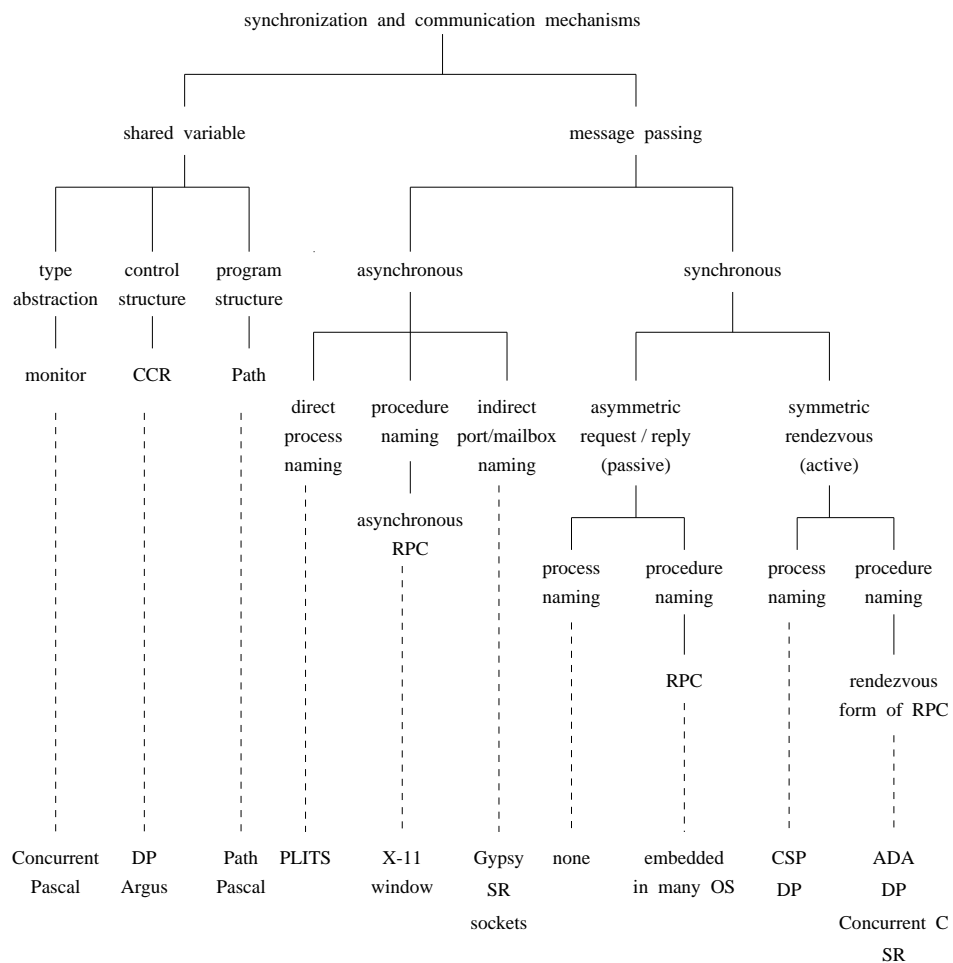 synchronization and communication mechanisms
shared variable
message passing
type
abstraction
control
structure
program
structure
asynchronous
synchronous
monitor
CCR
Path
direct
process
naming
procedure
naming
indirect
port/mailbox
naming
asymmetric
request / reply
(passive)
symmetric
rendezvous
(active)
asynchronous
RPC
process
naming
procedure
naming
process
naming
procedure
naming
RPC
rendezvous
form of RPC
Concurrent
Pascal
DP
Argus
Path
Pascal
PLITS
X-11
window
Gypsy
SR
sockets
none
embedded
in many OS
CSP
DP
ADA
DP
Concurrent C
SR